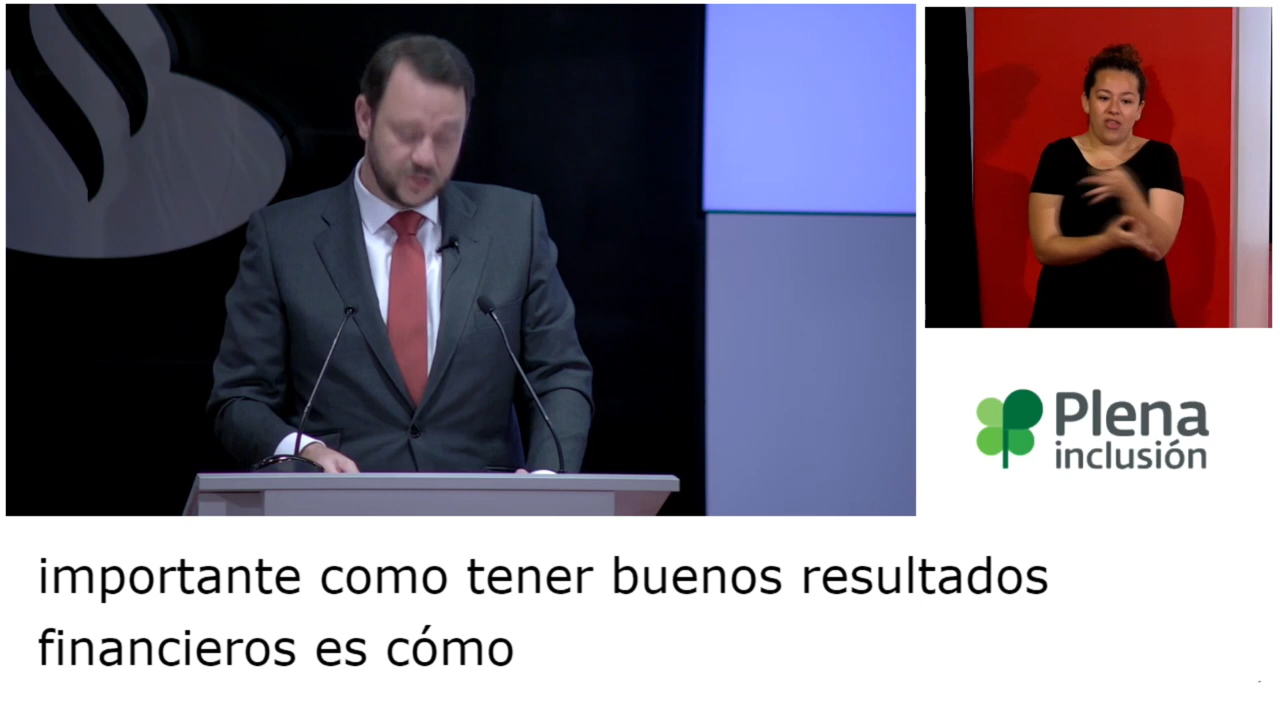 Plena
inclusión
importante como tener buenos resultados
financieros es cómo